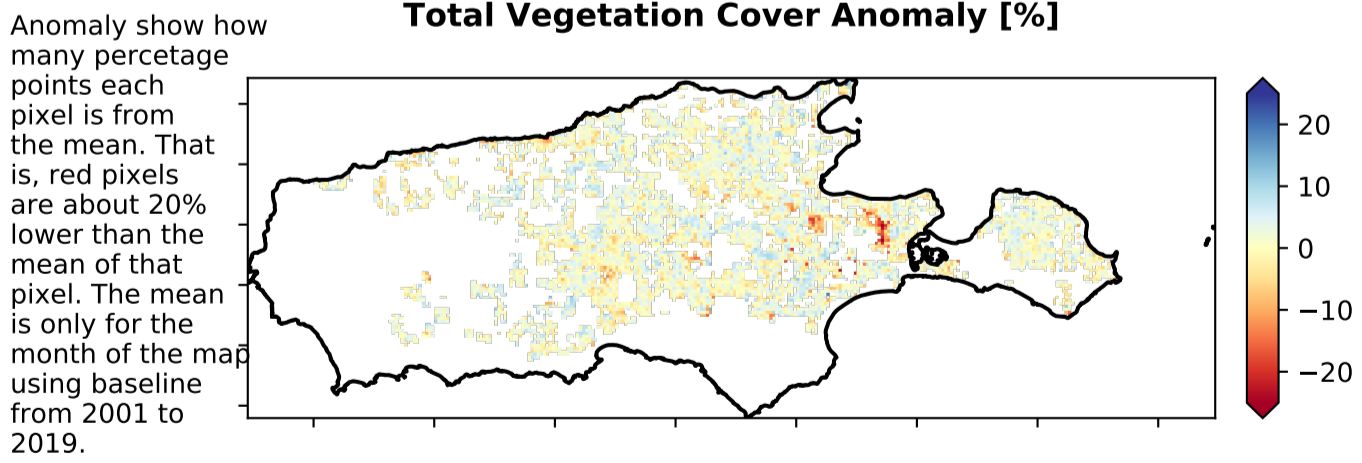 Total Vegetation Cover Anomaly [%]
Anomaly show how
many percetage
points each
pixel is from
the mean. That
is, red pixels
are about 20%
lower than the
mean of that
pixel. The mean
is only for the
month of the map
using baseline
from 2001 to
2019.
20
10
0
−10
−20